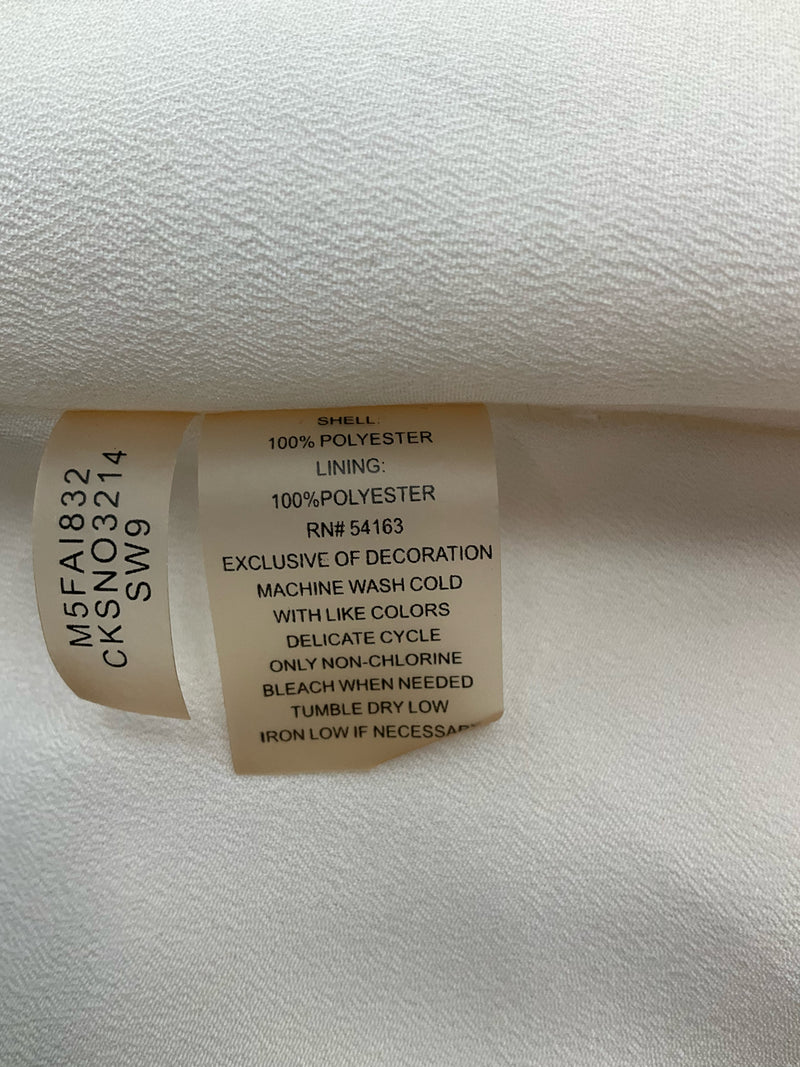 M5FAI832
CKSNO3214
SW9
SHELL:
100% POLYESTER
LINING:
100%POLYESTER
RN# 54163
EXCLUSIVE OF DECORATION
MACHINE WASH COLD
WITH LIKE COLORS
DELICATE CYCLE
ONLY NON-CHLORINE
BLEACH WHEN NEEDED
TUMBLE DRY LOW
IRON LOW IF NECESSARY